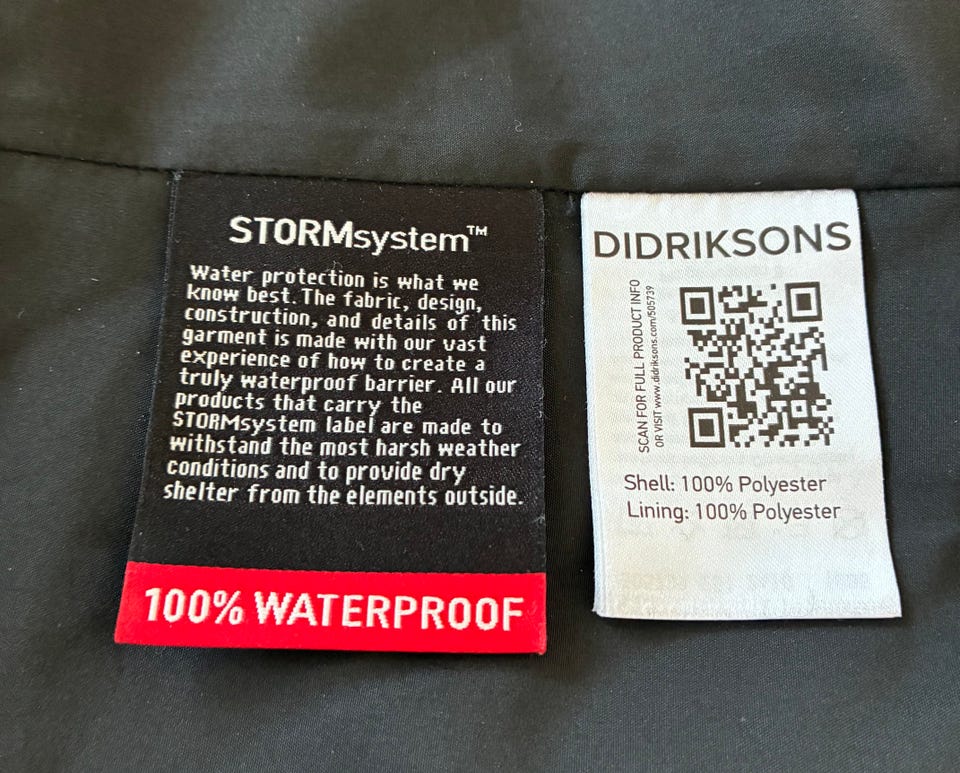 STORMsystem™
Water protection is what we
know best. The fabric, design,
construction, and details of this
garment is made with our vast
experience of how to create a
truly waterproof barrier. All our
products that carry the
STORMsystem label are made to
withstand the most harsh weather
conditions and to provide dry
shelter from the elements outside.
100% WATERPROOF
DIDRIKSONS
SCAN FOR FULL PRODUCT INFO
OR VISIT www.didriksons.com/505739
Shell: 100% Polyester
Lining: 100% Polyester